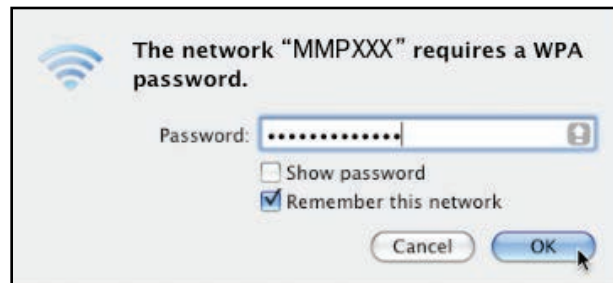 The network “MMPXXX” requires a WPA
password.
Password: •••••••••••••
Show password
Remember this network
Cancel OK